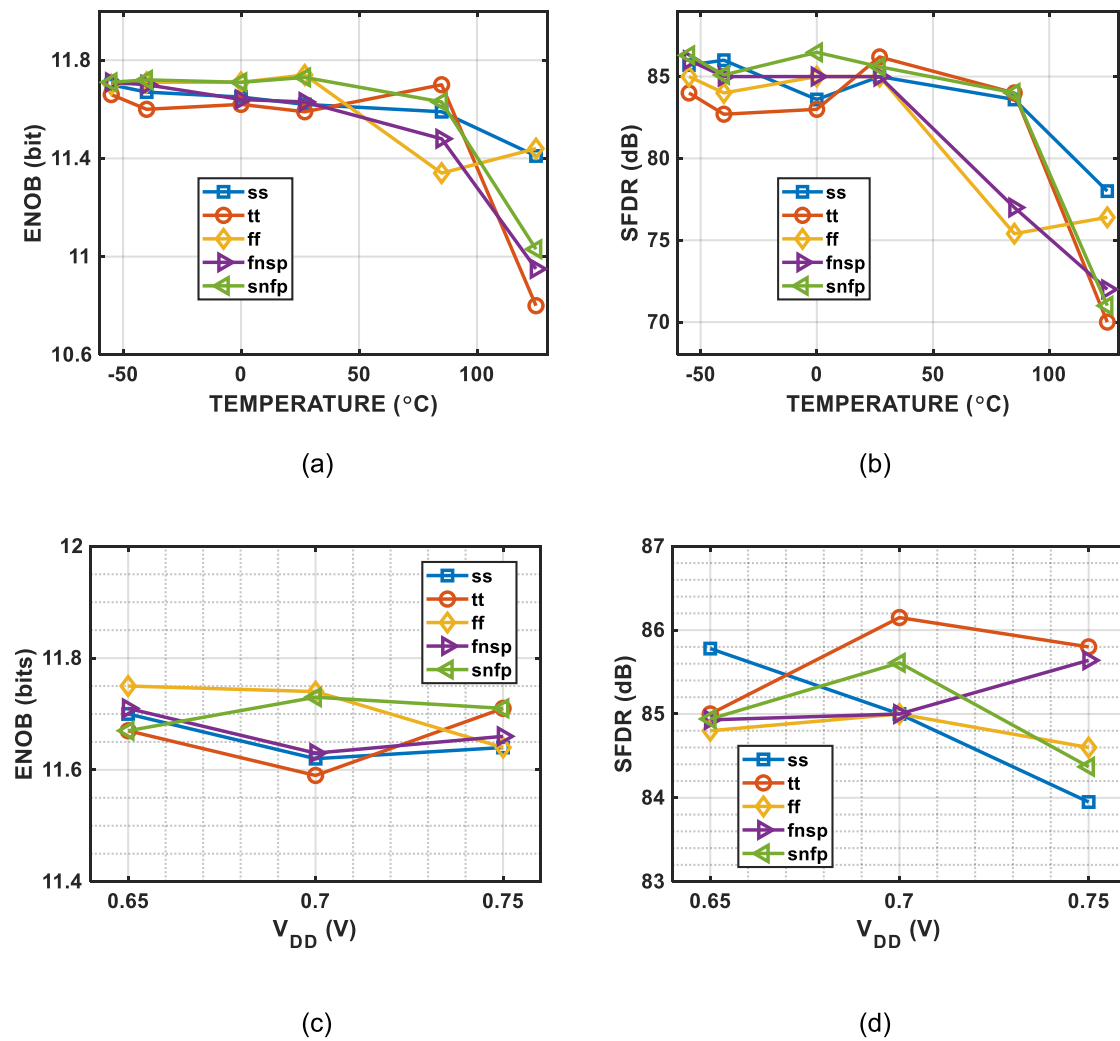 11.8
11.4
11
10.6
ENOB (bit)
-50 0 50 100
TEMPERATURE (°C)
ss
tt
ff
fnsp
snfp
(a)
85
80
75
70
SFDR (dB)
-50 0 50 100
TEMPERATURE (°C)
ss
tt
ff
fnsp
snfp
(b)
12
11.8
11.6
11.4
ENOB (bits)
0.65 0.7 0.75
V_DD (V)
ss
tt
ff
fnsp
snfp
(c)
87
86
85
84
83
SFDR (dB)
0.65 0.7 0.75
V_DD (V)
ss
tt
ff
fnsp
snfp
(d)